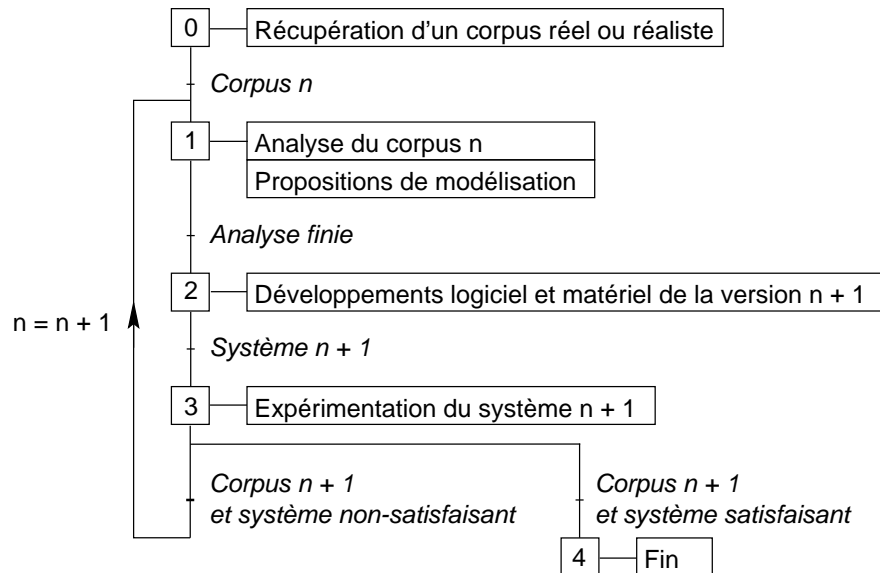 0
Récupération d'un corpus réel ou réaliste
Corpus n
1
Analyse du corpus n
Propositions de modélisation
Analyse finie
2
Développements logiciel et matériel de la version n + 1
n = n + 1
Système n + 1
3
Expérimentation du système n + 1
Corpus n + 1
et système non-satisfaisant
Corpus n + 1
et système satisfaisant
4
Fin